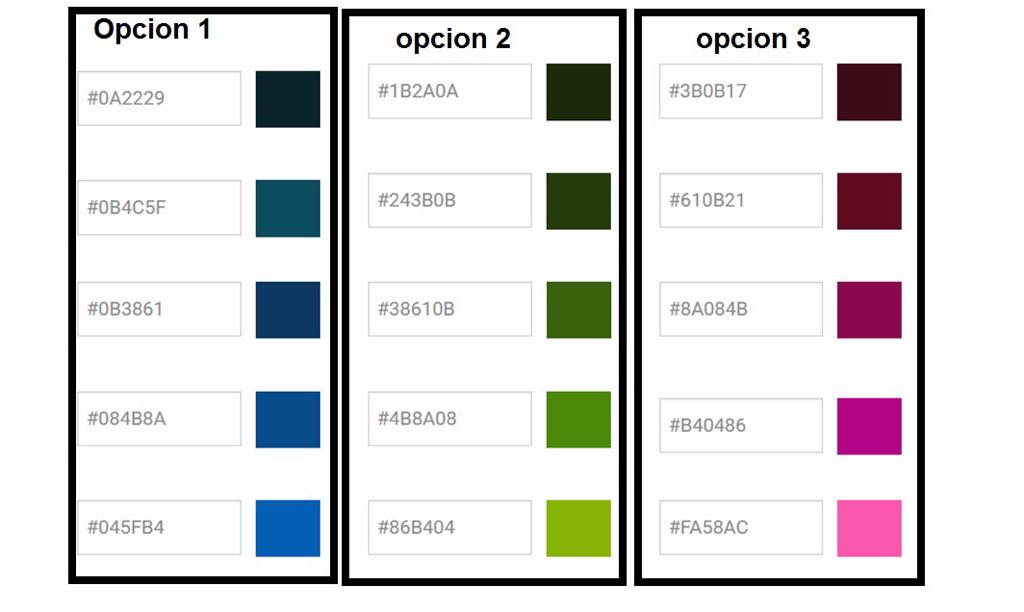 Opcion 1
#0A2229
#0B4C5F
#0B3861
#084B8A
#045FB4
opcion 2
#1B2A0A
#243B0B
#38610B
#4B8A08
#86B404
opcion 3
#3B0B17
#610B21
#8A084B
#B40486
#FA58AC